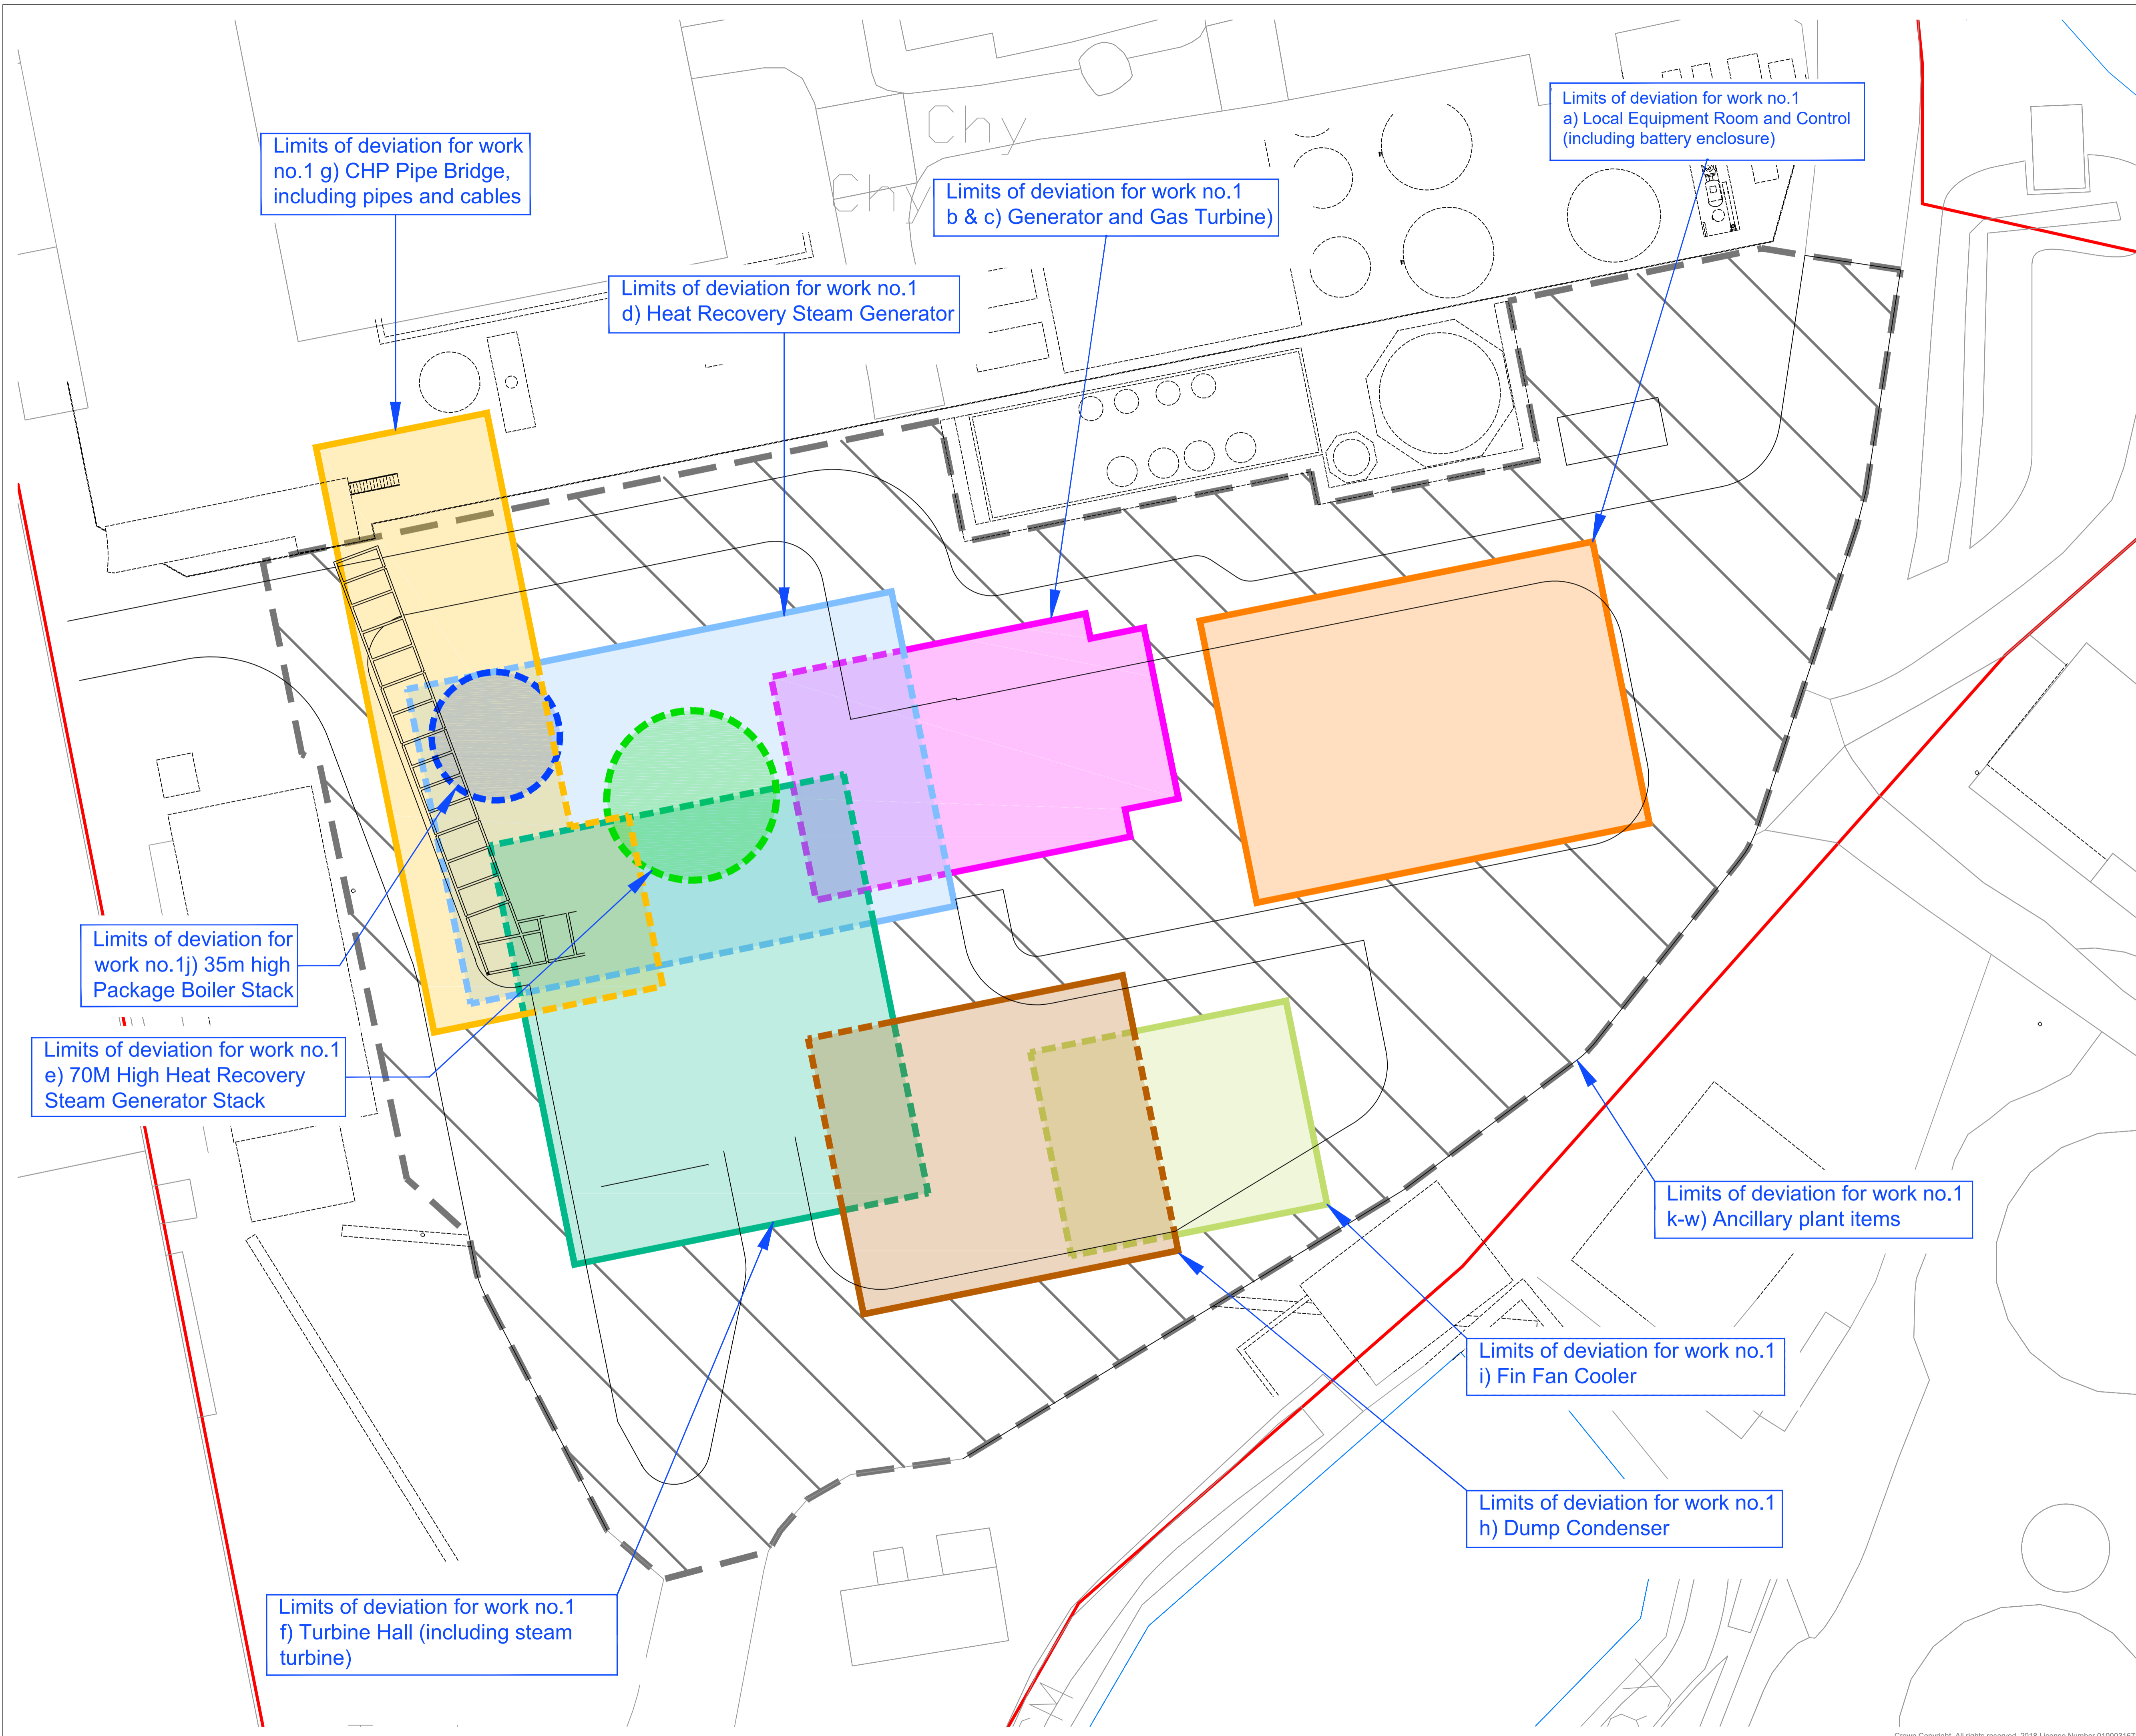 Chy
Chy
Limits of deviation for work no.1
a) Local Equipment Room and Control
(including battery enclosure)
Limits of deviation for work
no.1 g) CHP Pipe Bridge,
including pipes and cables
Limits of deviation for work no.1
b & c) Generator and Gas Turbine)
Limits of deviation for work no.1
d) Heat Recovery Steam Generator
Limits of deviation for
work no.1j) 35m high
Package Boiler Stack
Limits of deviation for work no.1
e) 70M High Heat Recovery
Steam Generator Stack
Limits of deviation for work no.1
k-w) Ancillary plant items
Limits of deviation for work no.1
i) Fin Fan Cooler
Limits of deviation for work no.1
h) Dump Condenser
Limits of deviation for work no.1
f) Turbine Hall (including steam
turbine)